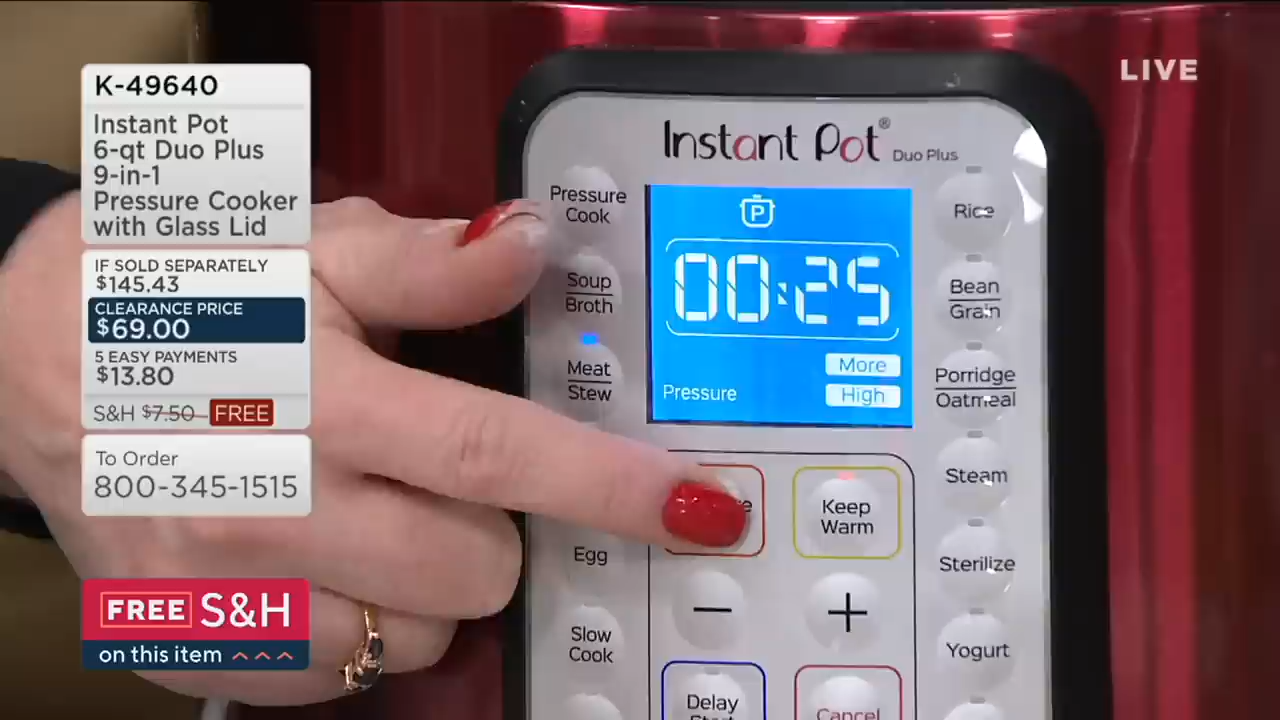 K-49640
Instant Pot
6-qt Duo Plus
9-in-1
Pressure Cooker
with Glass Lid
IF SOLD SEPARATELY
$145.43
CLEARANCE PRICE
$69.00
5 EASY PAYMENTS
$13.80
S&H $7.50 FREE
To Order
800-345-1515
FREE S&H
on this item
LIVE
Instant Pot® Duo Plus
Pressure
Cook
Soup
Broth
Meat
Stew
Egg
Slow
Cook
P
00:25
More
Pressure High
Keep
Warm
−
+
Delay
Start
Cancel
Rice
Bean
Grain
Porridge
Oatmeal
Steam
Sterilize
Yogurt